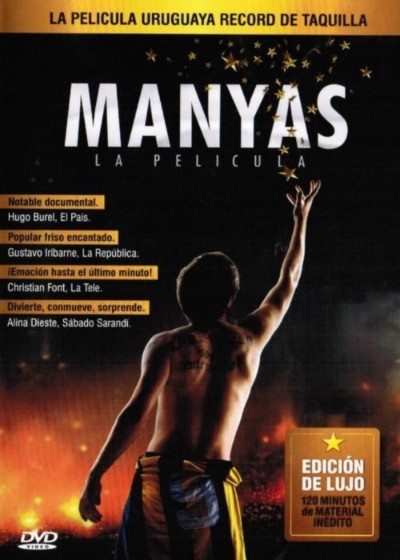 LA PELICULA URUGUAYA RECORD DE TAQUILLA
MANYAS
LA PELICULA
Notable documental.
Hugo Burel, El Pais.
Popular friso encantado.
Gustavo Iribarne, La República.
¡Emoción hasta el último minuto!
Christian Font, La Tele.
Divierte, conmueve, sorprende.
Alina Dieste, Sábado Sarandí.
EDICIÓN
DE LUJO
120 MINUTOS
de MATERIAL
INÉDITO
DVD
VIDEO